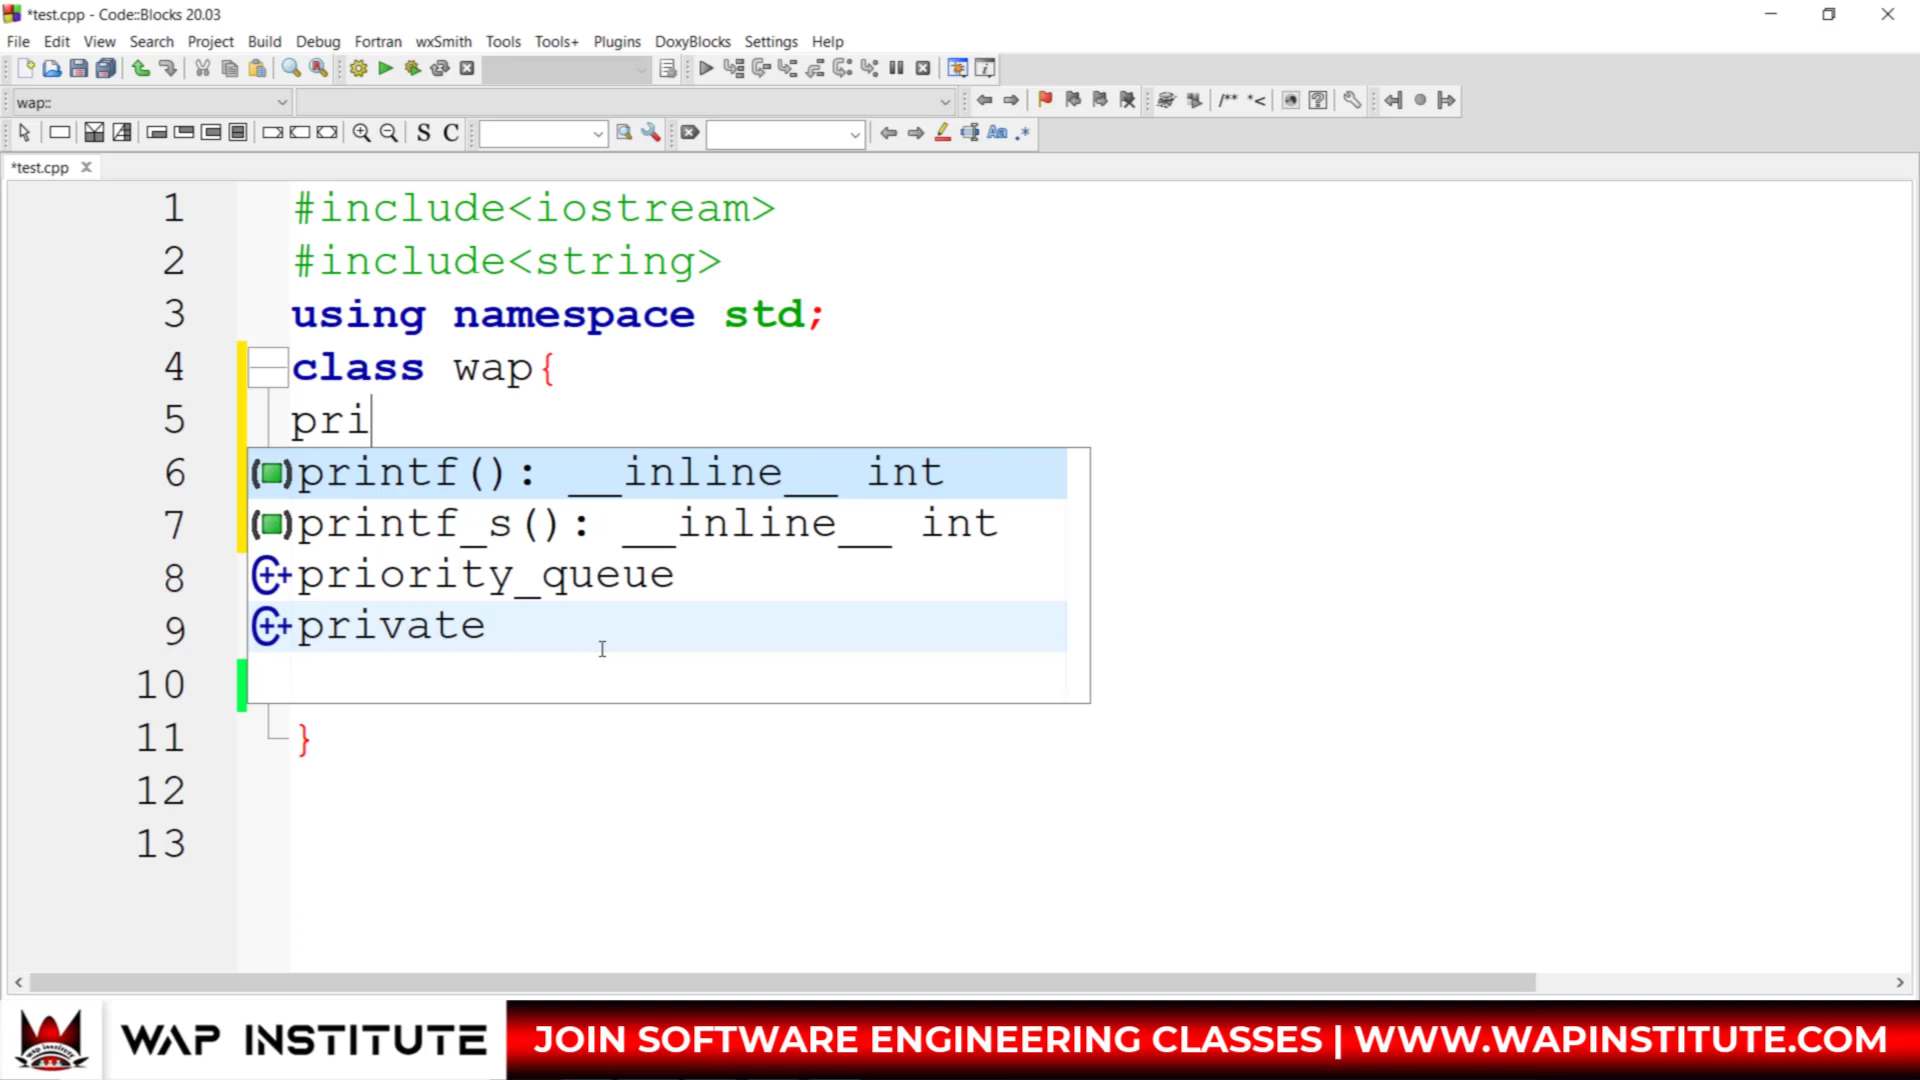 *test.cpp - Code::Blocks 20.03
File Edit View Search Project Build Debug Fortran wxSmith Tools Tools+ Plugins DoxyBlocks Settings Help
wap::
/** *<
S C
Aa .*
*test.cpp
1 #include<iostream>
2 #include<string>
3 using namespace std;
4 class wap{
5 pri
6 printf(): __inline__ int
7 printf_s(): __inline__ int
8 priority_queue
9 private
10
11 }
12
13
WAP INSTITUTE JOIN SOFTWARE ENGINEERING CLASSES | WWW.WAPINSTITUTE.COM
wap institute